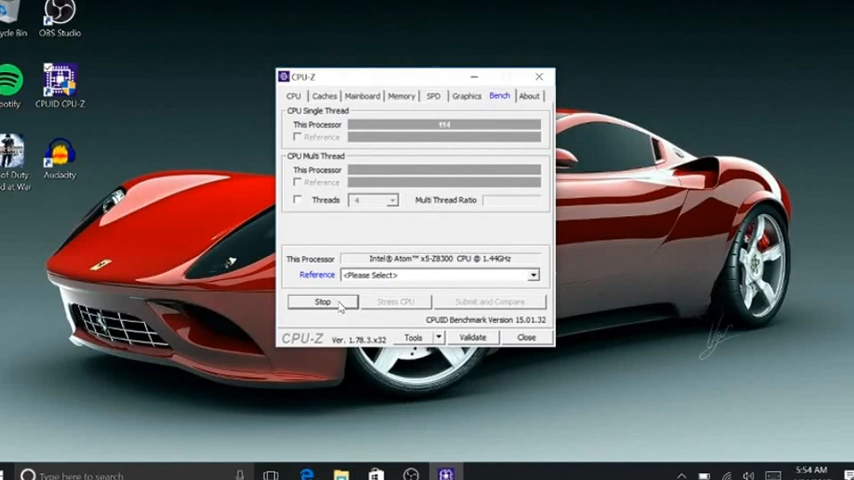 cycle Bin
OBS Studio
potify
CPUID CPU-Z
of Duty
d at War
Audacity
CPU-Z
CPU Caches Mainboard Memory SPD Graphics Bench About
CPU Single Thread
This Processor 114
Reference
CPU Multi Thread
This Processor
Reference
Threads 4 Multi Thread Ratio
This Processor Intel® Atom™ x5-Z8300 CPU @ 1.44GHz
Reference <Please Select>
Stop Stress CPU Submit and Compare
CPUID Benchmark Version 15.01.32
CPU-Z Ver. 1.78.3.x32 Tools Validate Close
Type here to search
5:54 AM